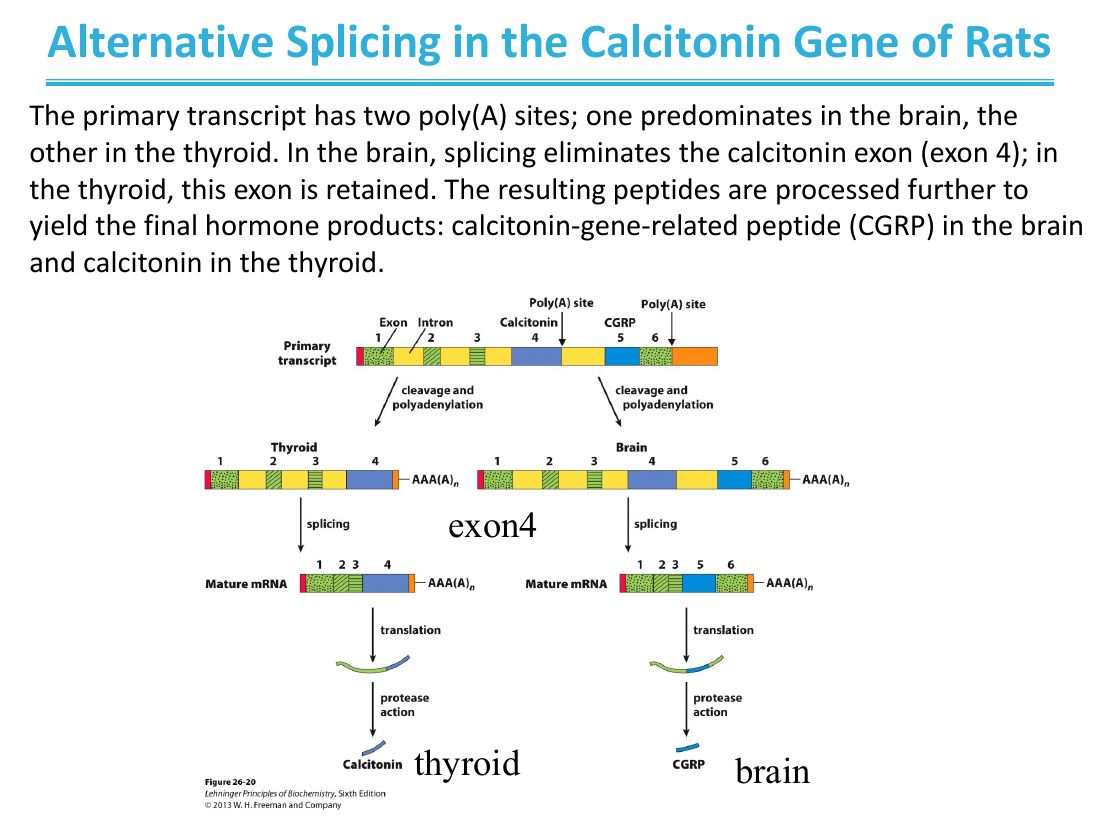 Alternative Splicing in the Calcitonin Gene of Rats
The primary transcript has two poly(A) sites; one predominates in the brain, the
other in the thyroid. In the brain, splicing eliminates the calcitonin exon (exon 4); in
the thyroid, this exon is retained. The resulting peptides are processed further to
yield the final hormone products: calcitonin-gene-related peptide (CGRP) in the brain
and calcitonin in the thyroid.
Poly(A) site Poly(A) site
Exon Intron Calcitonin CGRP
1 2 3 4 5 6
Primary
transcript
cleavage and
polyadenylation
cleavage and
polyadenylation
Thyroid
1 2 3 4
AAA(A)n
Brain
1 2 3 4 5 6
AAA(A)n
splicing
exon4
splicing
1 2 3 4
Mature mRNA AAA(A)n
1 2 3 5 6
Mature mRNA AAA(A)n
translation
translation
protease
action
protease
action
Calcitonin thyroid
CGRP brain
Figure 26-20
Lehninger Principles of Biochemistry, Sixth Edition
© 2013 W. H. Freeman and Company